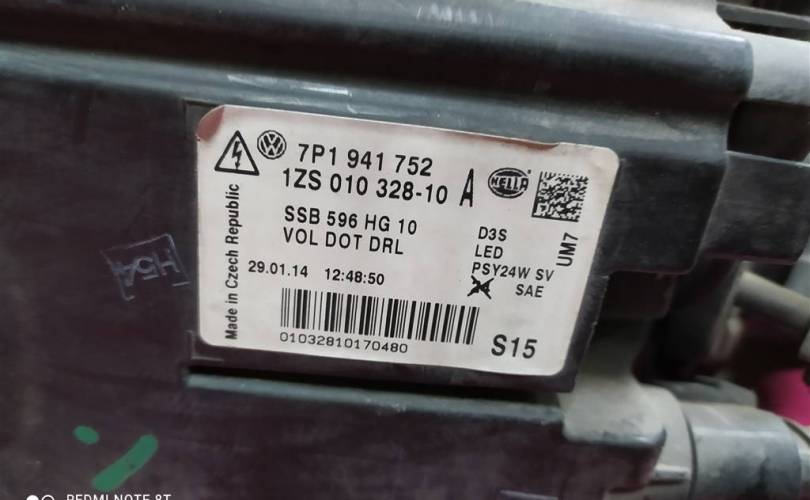 7P1 941 752
1ZS 010 328-10 A
HELLA
SSB 596 HG 10
VOL DOT DRL
D3S
LED
PSY24W SV
SAE
UM7
29.01.14 12:48:50
01032810170480
S15
Made in Czech Republic
H54
REDMI NOTE 8T